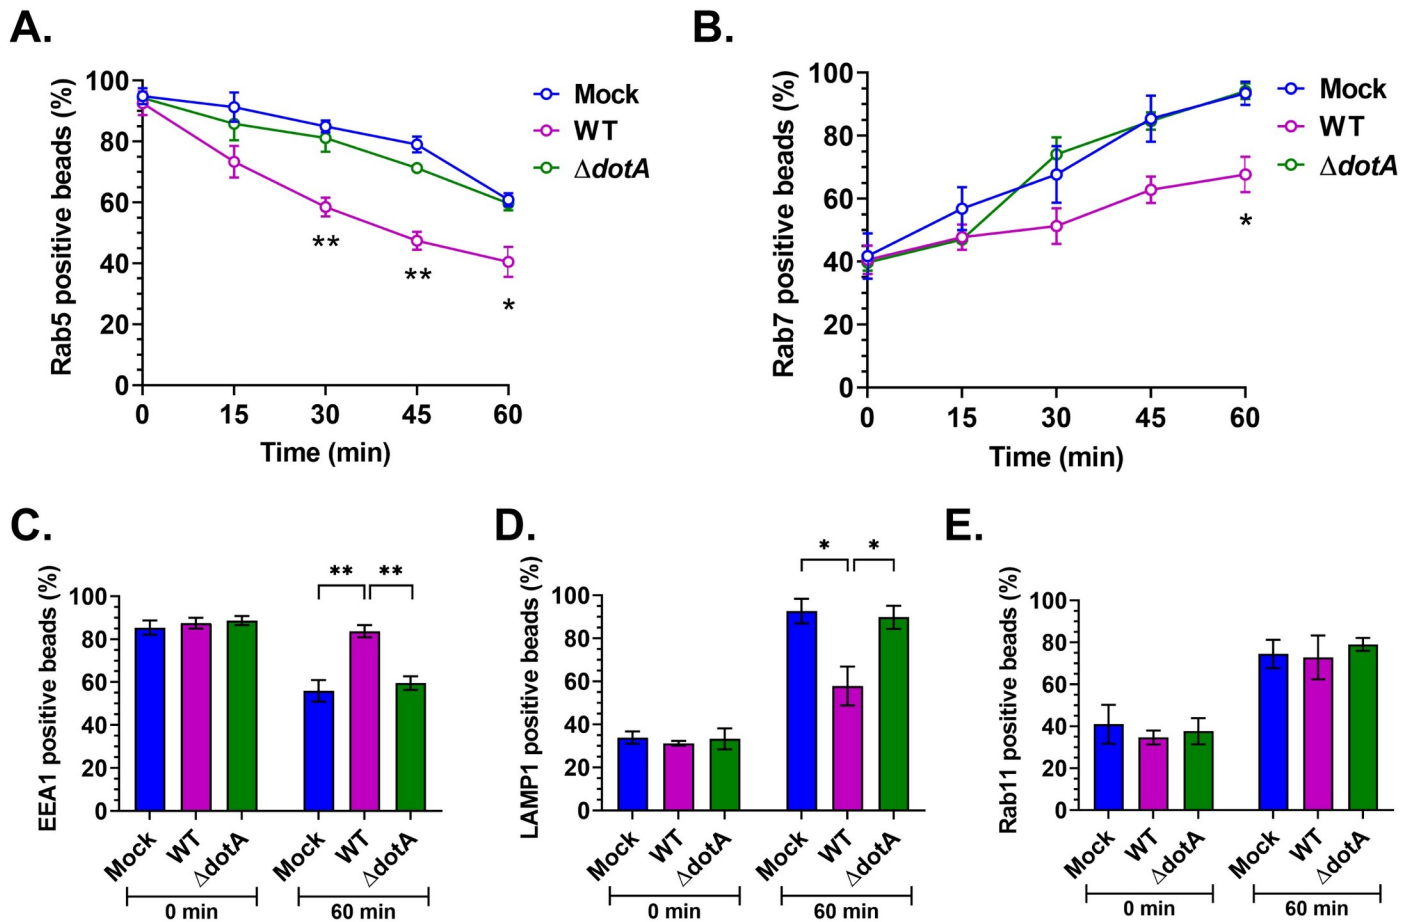 A.
Rab5 positive beads (%)
100
80
60
40
20
0
0 15 30 45 60
Time (min)
** ** *
Mock
WT
ΔdotA
B.
Rab7 positive beads (%)
100
80
60
40
20
0
0 15 30 45 60
Time (min)
*
Mock
WT
ΔdotA
C.
EEA1 positive beads (%)
100
80
60
40
20
0
** **
Mock WT ΔdotA Mock WT ΔdotA
0 min 60 min
D.
LAMP1 positive beads (%)
100
80
60
40
20
0
* *
Mock WT ΔdotA Mock WT ΔdotA
0 min 60 min
E.
Rab11 positive beads (%)
100
80
60
40
20
0
Mock WT ΔdotA Mock WT ΔdotA
0 min 60 min